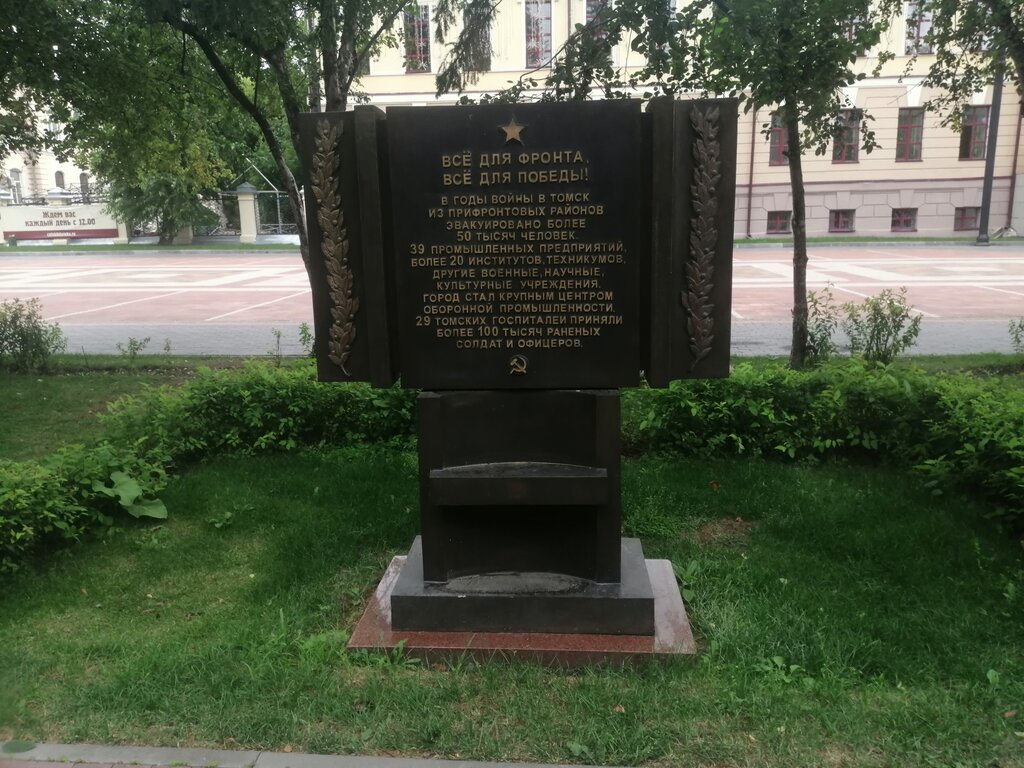 ВСЁ ДЛЯ ФРОНТА,
ВСЁ ДЛЯ ПОБЕДЫ!
В ГОДЫ ВОЙНЫ В ТОМСК
ИЗ ПРИФРОНТОВЫХ РАЙОНОВ
ЭВАКУИРОВАНО БОЛЕЕ
50 ТЫСЯЧ ЧЕЛОВЕК.
39 ПРОМЫШЛЕННЫХ ПРЕДПРИЯТИЙ,
БОЛЕЕ 20 ИНСТИТУТОВ, ТЕХНИКУМОВ,
ДРУГИЕ ВОЕННЫЕ, НАУЧНЫЕ,
КУЛЬТУРНЫЕ УЧРЕЖДЕНИЯ.
ГОРОД СТАЛ КРУПНЫМ ЦЕНТРОМ
ОБОРОННОЙ ПРОМЫШЛЕННОСТИ.
29 ТОМСКИХ ГОСПИТАЛЕЙ ПРИНЯЛИ
БОЛЕЕ 100 ТЫСЯЧ РАНЕНЫХ
СОЛДАТ И ОФИЦЕРОВ.
Ждем вас
каждый день с 12.00